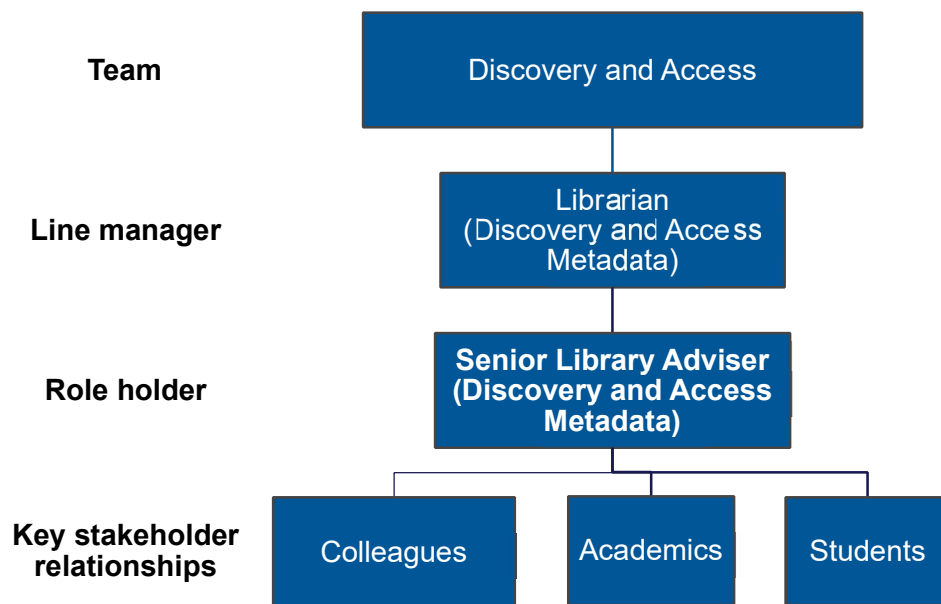 Team
Discovery and Access
Line manager
Librarian
(Discovery and Access
Metadata)
Role holder
Senior Library Adviser
(Discovery and Access
Metadata)
Key stakeholder
relationships
Colleagues
Academics
Students